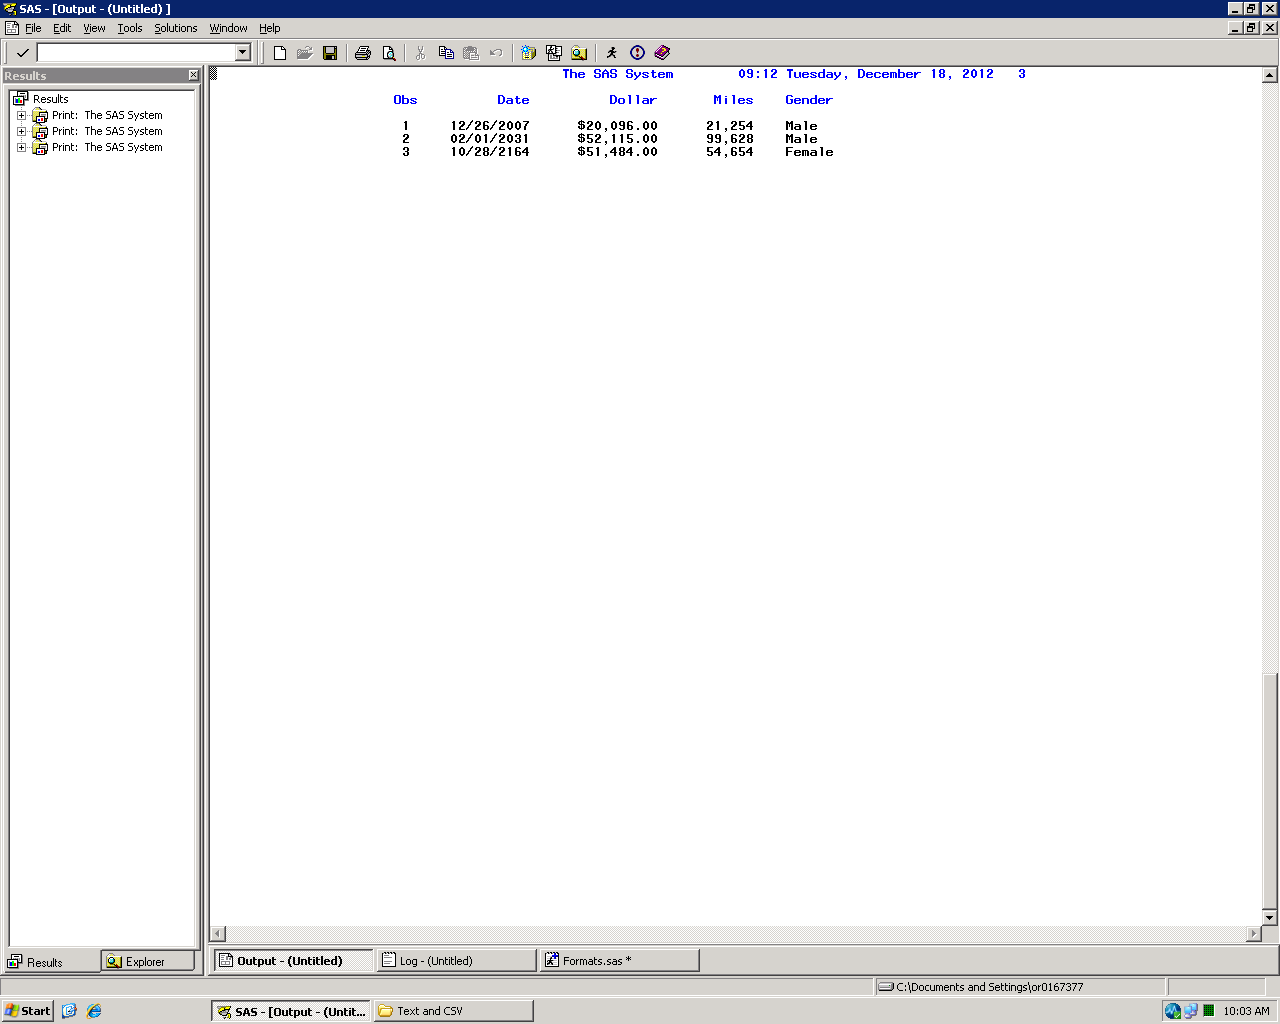 SAS - [Output - (Untitled) ]
File Edit View Tools Solutions Window Help
Results
Results
Print: The SAS System
Print: The SAS System
Print: The SAS System
The SAS System 09:12 Tuesday, December 18, 2012 3
Obs Date Dollar Miles Gender
1 12/26/2007 $20,096.00 21,254 Male
2 02/01/2031 $52,115.00 99,628 Male
3 10/28/2164 $51,484.00 54,654 Female
Results Explorer
Output - (Untitled) Log - (Untitled) Formats.sas *
C:\Documents and Settings\or0167377
Start SAS - [Output - (Untit... Text and CSV 10:03 AM